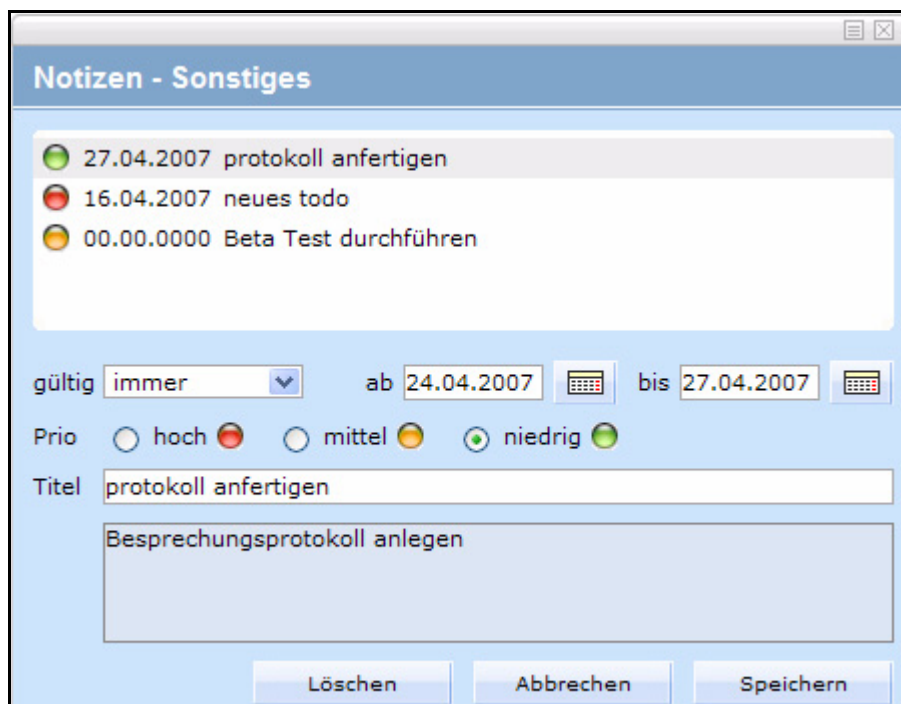 Notizen - Sonstiges
27.04.2007 protokoll anfertigen
16.04.2007 neues todo
00.00.0000 Beta Test durchführen
gültig immer ab 24.04.2007 bis 27.04.2007
Prio hoch mittel niedrig
Titel protokoll anfertigen
Besprechungsprotokoll anlegen
Löschen Abbrechen Speichern